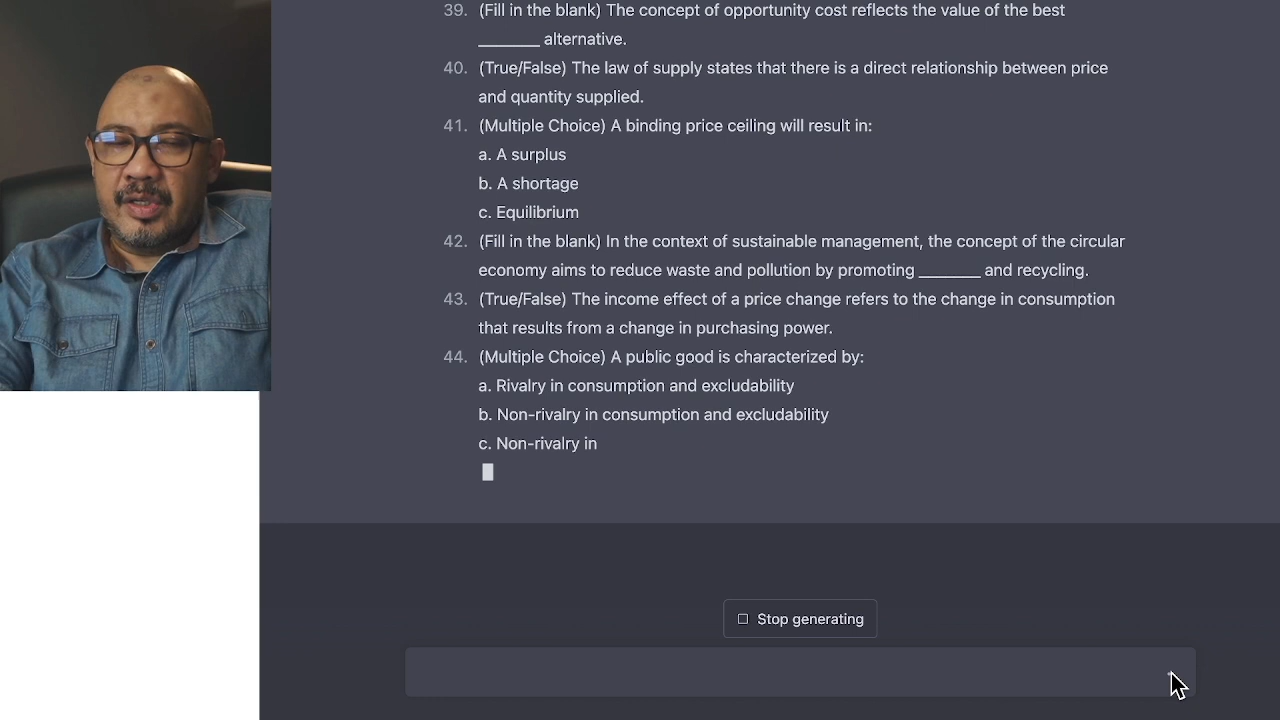 39. (Fill in the blank) The concept of opportunity cost reflects the value of the best
________ alternative.
40. (True/False) The law of supply states that there is a direct relationship between price
and quantity supplied.
41. (Multiple Choice) A binding price ceiling will result in:
a. A surplus
b. A shortage
c. Equilibrium
42. (Fill in the blank) In the context of sustainable management, the concept of the circular
economy aims to reduce waste and pollution by promoting ________ and recycling.
43. (True/False) The income effect of a price change refers to the change in consumption
that results from a change in purchasing power.
44. (Multiple Choice) A public good is characterized by:
a. Rivalry in consumption and excludability
b. Non-rivalry in consumption and excludability
c. Non-rivalry in
Stop generating